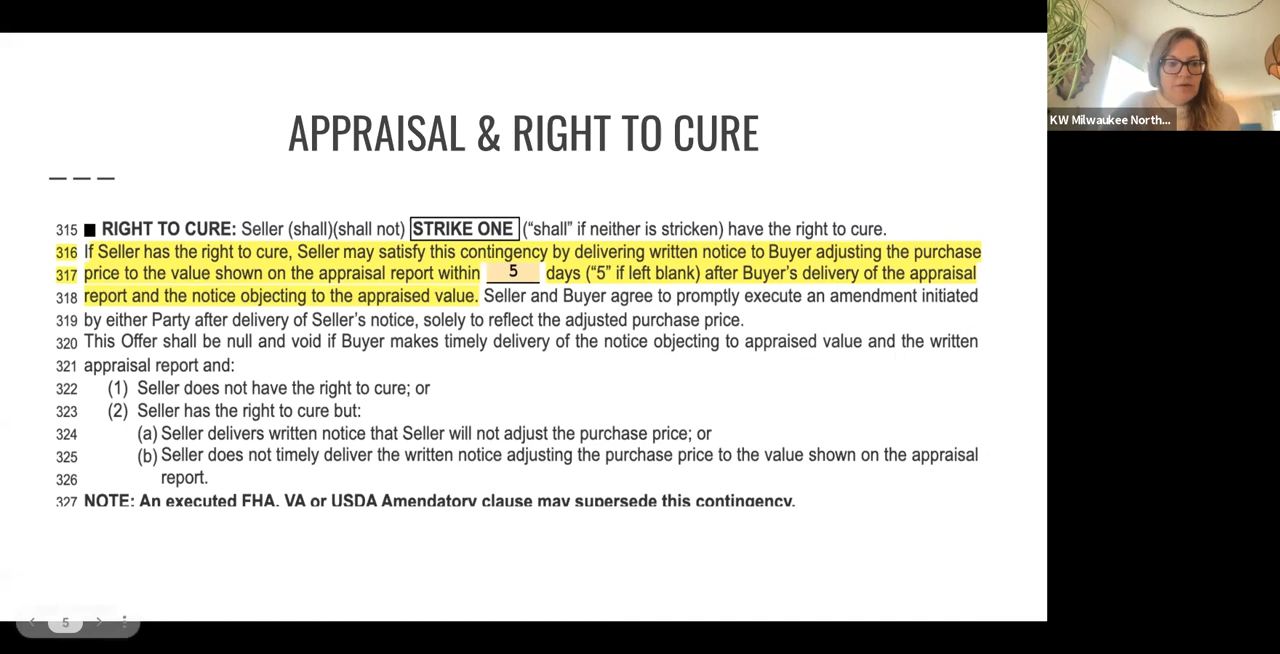 APPRAISAL & RIGHT TO CURE
315 ■ RIGHT TO CURE: Seller (shall)(shall not) STRIKE ONE (“shall” if neither is stricken) have the right to cure.
316 If Seller has the right to cure, Seller may satisfy this contingency by delivering written notice to Buyer adjusting the purchase
317 price to the value shown on the appraisal report within 5 days (“5” if left blank) after Buyer’s delivery of the appraisal
318 report and the notice objecting to the appraised value. Seller and Buyer agree to promptly execute an amendment initiated
319 by either Party after delivery of Seller’s notice, solely to reflect the adjusted purchase price.
320 This Offer shall be null and void if Buyer makes timely delivery of the notice objecting to appraised value and the written
321 appraisal report and:
322 (1) Seller does not have the right to cure; or
323 (2) Seller has the right to cure but:
324 (a) Seller delivers written notice that Seller will not adjust the purchase price; or
325 (b) Seller does not timely deliver the written notice adjusting the purchase price to the value shown on the appraisal
326 report.
327 NOTE: An executed FHA, VA or USDA Amendatory clause may supersede this contingency.
5
KW Milwaukee North...